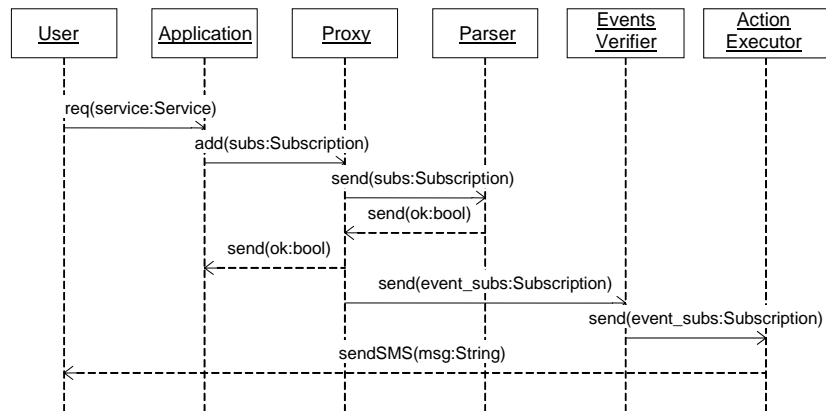 User
Application
Proxy
Parser
Events
Verifier
Action
Executor
req(service:Service)
add(subs:Subscription)
send(subs:Subscription)
send(ok:bool)
send(ok:bool)
send(event_subs:Subscription)
send(event_subs:Subscription)
sendSMS(msg:String)